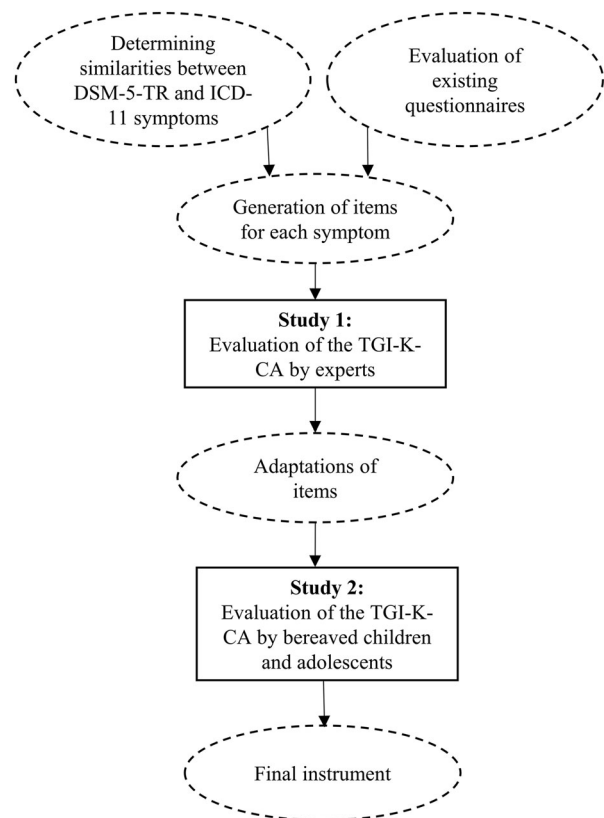 Determining
similarities between
DSM-5-TR and ICD-
11 symptoms
Evaluation of
existing
questionnaires
Generation of items
for each symptom
Study 1:
Evaluation of the TGI-K-
CA by experts
Adaptations of
items
Study 2:
Evaluation of the TGI-K-
CA by bereaved children
and adolescents
Final instrument